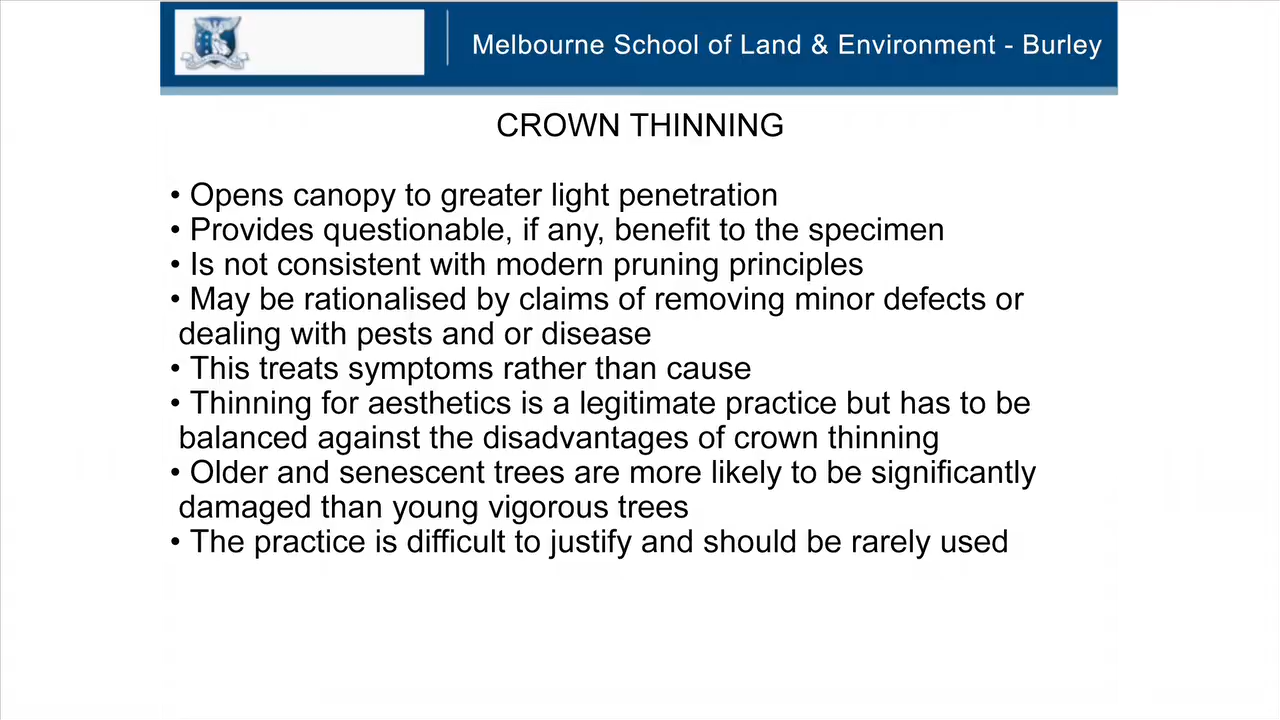 Melbourne School of Land & Environment - Burley
CROWN THINNING
• Opens canopy to greater light penetration
• Provides questionable, if any, benefit to the specimen
• Is not consistent with modern pruning principles
• May be rationalised by claims of removing minor defects or
dealing with pests and or disease
• This treats symptoms rather than cause
• Thinning for aesthetics is a legitimate practice but has to be
balanced against the disadvantages of crown thinning
• Older and senescent trees are more likely to be significantly
damaged than young vigorous trees
• The practice is difficult to justify and should be rarely used